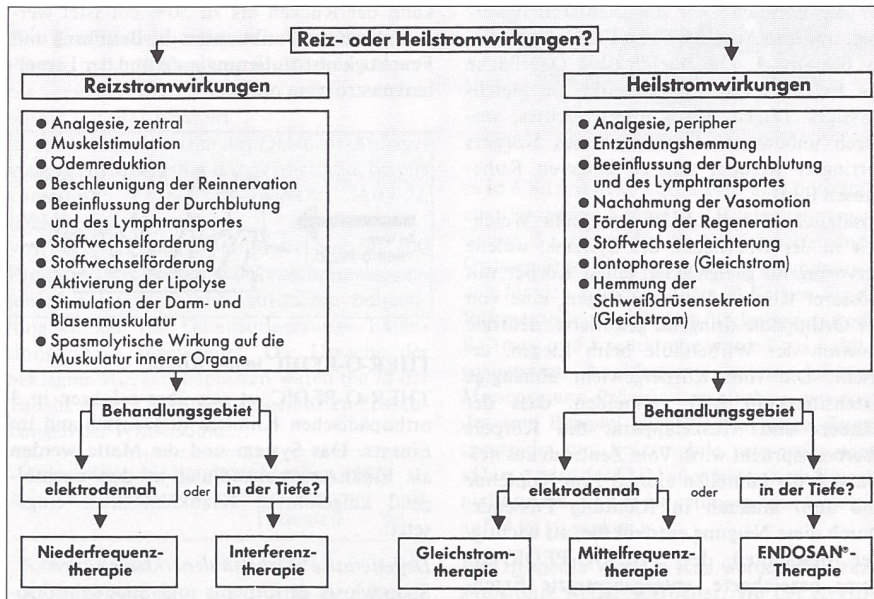 Reiz- oder Heilstromwirkungen?
Reizstromwirkungen
● Analgesie, zentral
● Muskelstimulation
● Ödemreduktion
● Beschleunigung der Reinnervation
● Beeinflussung der Durchblutung
und des Lymphtransportes
● Stoffwechselforderung
● Stoffwechselförderung
● Aktivierung der Lipolyse
● Stimulation der Darm- und
Blasenmuskulatur
● Spasmolytische Wirkung auf die
Muskulatur innerer Organe
Behandlungsgebiet
elektrodennah oder in der Tiefe?
Niederfrequenz-
therapie
Interferenz-
therapie
Heilstromwirkungen
● Analgesie, peripher
● Entzündungshemmung
● Beeinflussung der Durchblutung
und des Lymphtransportes
● Nachahmung der Vasomotion
● Förderung der Regeneration
● Stoffwechselerleichterung
● Iontophorese (Gleichstrom)
● Hemmung der
Schweißdrüsensekretion
(Gleichstrom)
Behandlungsgebiet
elektrodennah oder in der Tiefe?
Gleichstrom-
therapie
Mittelfrequenz-
therapie
ENDOSAN®-
Therapie